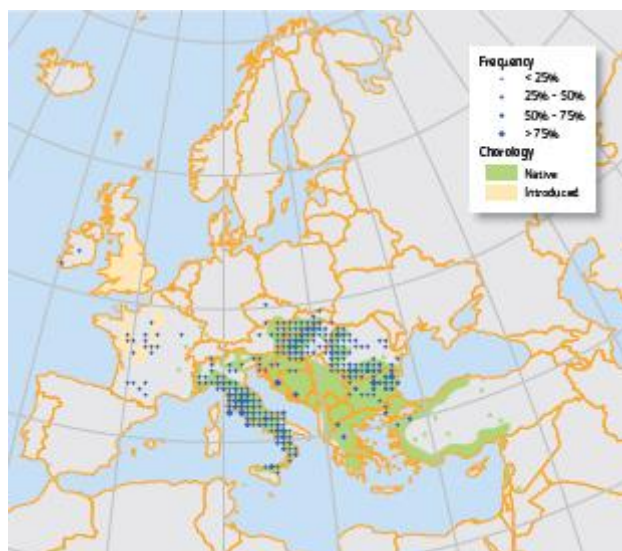 Frequency
< 25%
25% - 50%
50% - 75%
> 75%
Chorology
Native
Introduced